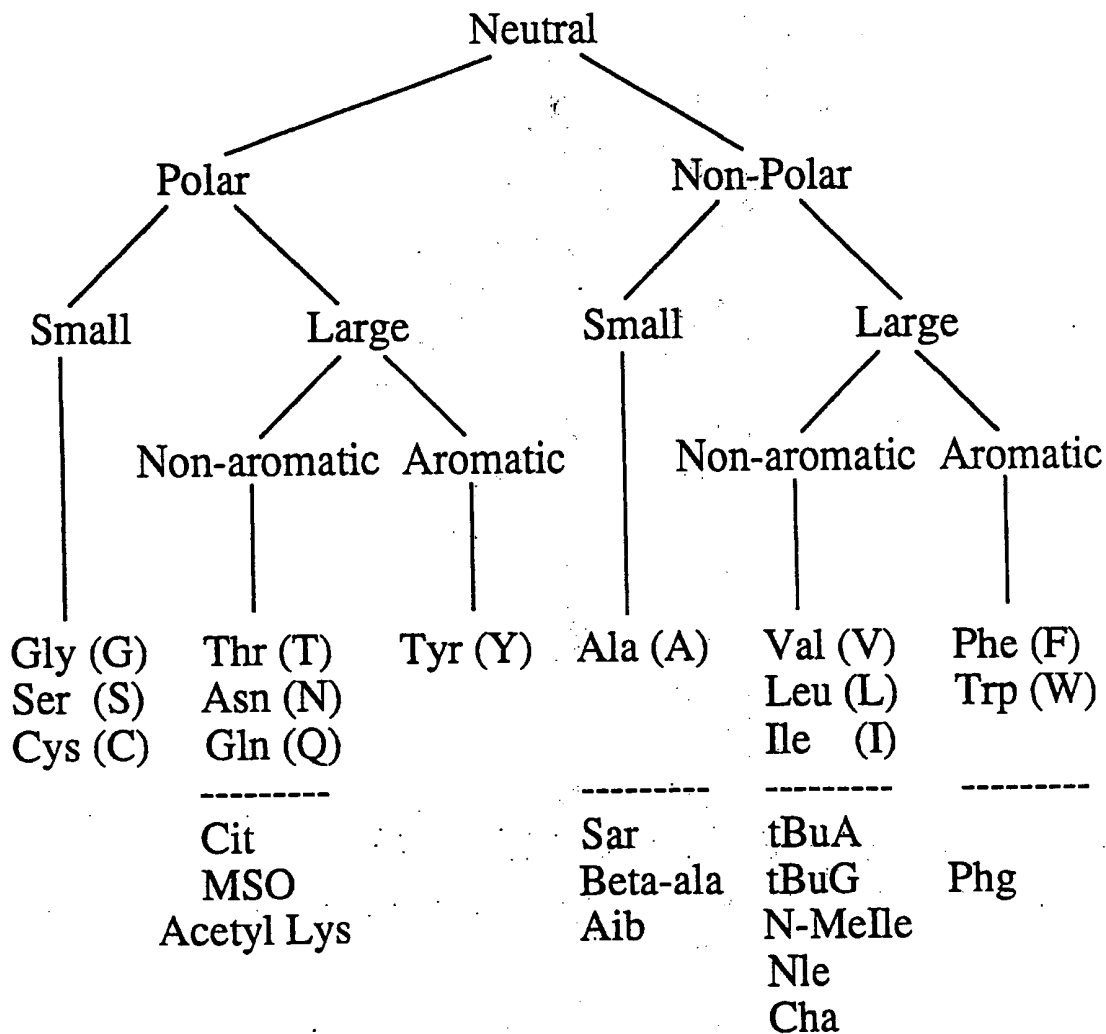 Neutral
Polar Non-Polar
Small Large Small Large
Non-aromatic Aromatic Non-aromatic Aromatic
Gly (G) Thr (T) Tyr (Y) Ala (A) Val (V) Phe (F)
Ser (S) Asn (N) Leu (L) Trp (W)
Cys (C) Gln (Q) Ile (I)
--------- --------- --------- ---------
Cit Sar tBuA
MSO Beta-ala tBuG Phg
Acetyl Lys Aib N-MeIle
Nle
Cha